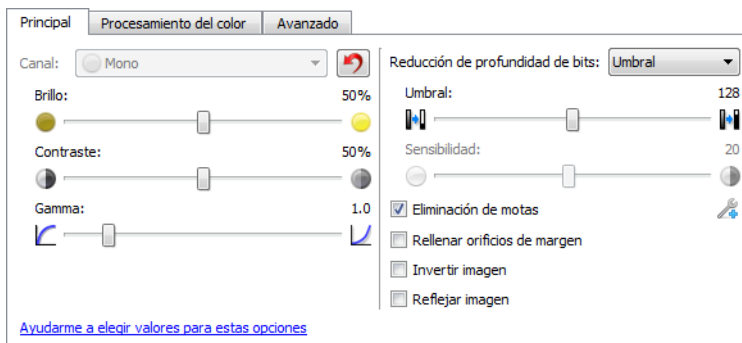 Principal
Procesamiento del color
Avanzado
Canal:
Mono
Brillo:
50%
Contraste:
50%
Gamma:
1.0
Reducción de profundidad de bits:
Umbral
Umbral:
128
Sensibilidad:
20
Eliminación de motas
Rellenar orificios de margen
Invertir imagen
Reflejar imagen
Ayudarme a elegir valores para estas opciones